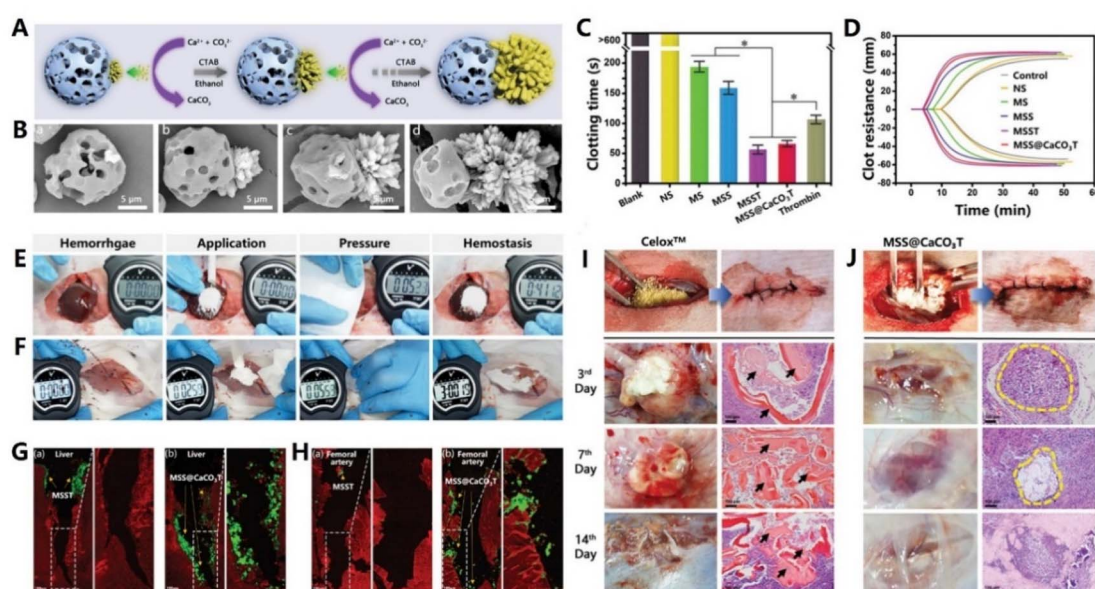 A
Ca²⁺ + CO₃²⁻
CTAB
Ethanol
CaCO₃
Ca²⁺ + CO₃²⁻
CTAB
Ethanol
CaCO₃
B
a
5 μm
b
5 μm
c
5 μm
d
C
Clotting time (s)
>600
200
150
100
50
0
*
*
Blank
NS
MS
MSS
MSST
MSS@CaCO₃T
Thrombin
D
Clot resistance (mm)
80
60
40
20
0
-20
-40
-60
-80
Control
NS
MS
MSS
MSST
MSS@CaCO₃T
0 10 20 30 40 50
Time (min)
E
Hemorrhgae
Application
Pressure
Hemostasis
F
G
(a)
Liver
MSST
(b)
Liver
MSS@CaCO₃T
H
(a)
Femoral artery
MSST
(b)
Femoral artery
MSS@CaCO₃T
I
Celox™
3rd Day
7th Day
14th Day
J
MSS@CaCO₃T